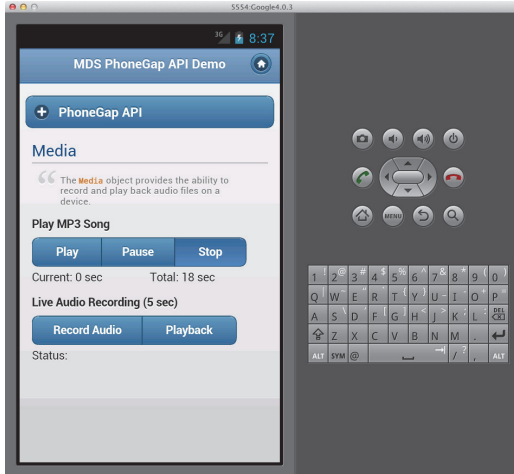 5554:Google4.0.3
3G 8:37
MDS PhoneGap API Demo
PhoneGap API
Media
The Media object provides the ability to
record and play back audio files on a
device.
Play MP3 Song
Play Pause Stop
Current: 0 sec Total: 18 sec
Live Audio Recording (5 sec)
Record Audio Playback
Status:
MENU
1 ! 2 @ 3 # 4 $ 5 % 6 ^ 7 & 8 * 9 ( 0 )
Q W E R T Y U I O P
A S D F G H J K L DEL
Z X C V B N M .
ALT SYM @ / ? , ALT